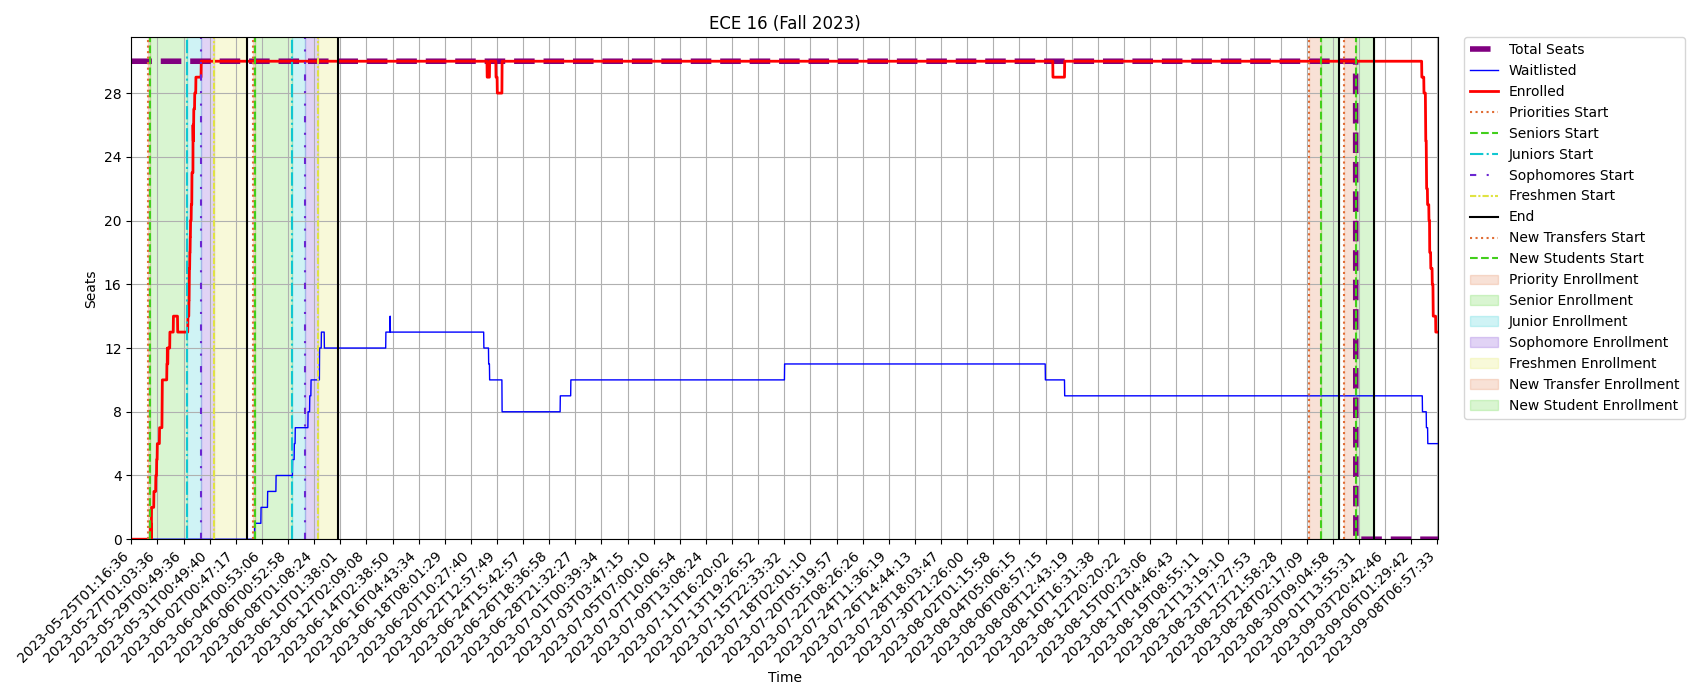 ECE 16 (Fall 2023)
Seats
28
24
20
16
12
8
4
0
2023-05-25T01:16:36
2023-05-27T01:03:36
2023-05-29T00:49:36
2023-05-31T00:49:40
2023-06-02T00:47:17
2023-06-04T00:53:06
2023-06-06T00:52:58
2023-06-08T01:08:24
2023-06-10T01:38:01
2023-06-12T02:09:08
2023-06-14T02:38:50
2023-06-16T04:43:34
2023-06-18T08:01:29
2023-06-20T10:27:40
2023-06-22T12:57:49
2023-06-24T15:42:57
2023-06-26T18:36:58
2023-06-28T21:32:27
2023-07-01T00:39:34
2023-07-03T03:47:15
2023-07-05T07:00:10
2023-07-07T10:06:54
2023-07-09T13:08:24
2023-07-11T16:20:02
2023-07-13T19:26:52
2023-07-15T22:33:32
2023-07-18T02:01:10
2023-07-20T05:19:57
2023-07-22T08:26:26
2023-07-24T11:36:19
2023-07-26T14:44:13
2023-07-28T18:03:47
2023-07-30T21:26:00
2023-08-02T01:15:58
2023-08-04T05:06:15
2023-08-06T08:57:15
2023-08-08T12:43:19
2023-08-10T16:31:38
2023-08-12T20:20:22
2023-08-15T00:23:06
2023-08-17T04:46:43
2023-08-19T08:55:11
2023-08-21T13:19:10
2023-08-23T17:27:53
2023-08-25T21:58:28
2023-08-28T02:17:09
2023-08-30T09:04:58
2023-09-01T13:55:31
2023-09-03T20:42:46
2023-09-06T01:29:42
2023-09-08T06:57:33
Time
Total Seats
Waitlisted
Enrolled
Priorities Start
Seniors Start
Juniors Start
Sophomores Start
Freshmen Start
End
New Transfers Start
New Students Start
Priority Enrollment
Senior Enrollment
Junior Enrollment
Sophomore Enrollment
Freshmen Enrollment
New Transfer Enrollment
New Student Enrollment